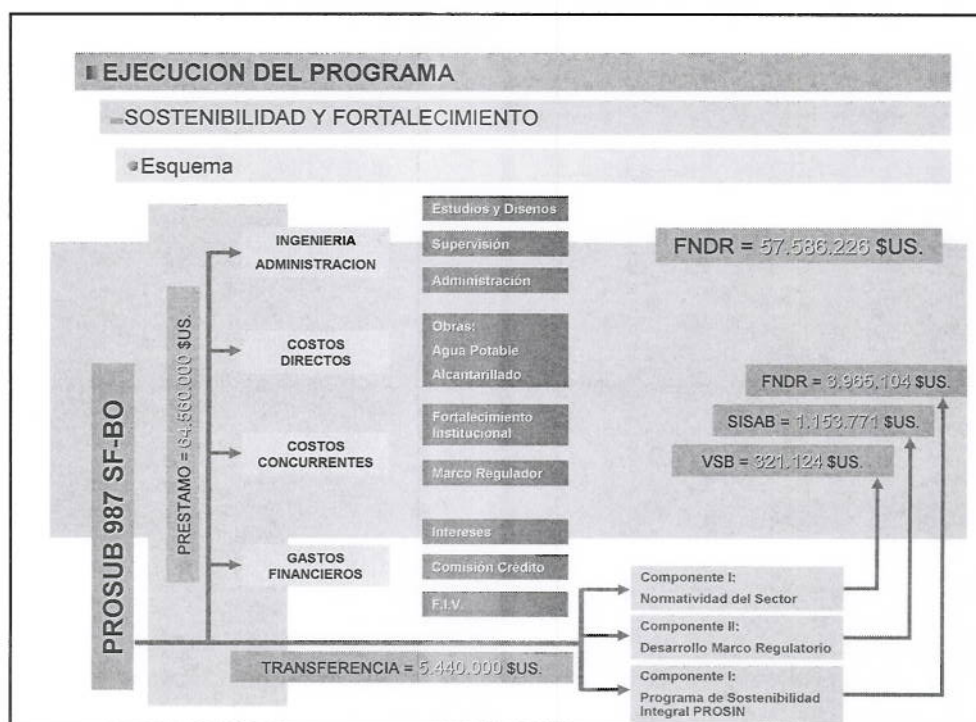 EJECUCION DEL PROGRAMA
SOSTENIBILIDAD Y FORTALECIMIENTO
Esquema
PROSUB 987 SF-BO
PRESTAMO = 64.560.000 $US.
INGENIERIA
ADMINISTRACION
COSTOS
DIRECTOS
COSTOS
CONCURRENTES
GASTOS
FINANCIEROS
Estudios y Disenos
Supervisión
Administración
Obras:
Agua Potable
Alcantarillado
Fortalecimiento
Institucional
Marco Regulador
Intereses
Comisión Crédito
F.I.V.
FNDR = 57.586.226 $US.
FNDR = 3.965.104 $US.
SISAB = 1.153.771 $US.
VSB = 321.124 $US.
TRANSFERENCIA = 5.440.000 $US.
Componente I:
Normatividad del Sector
Componente II:
Desarrollo Marco Regulatorio
Componente I:
Programa de Sostenibilidad
Integral PROSIN